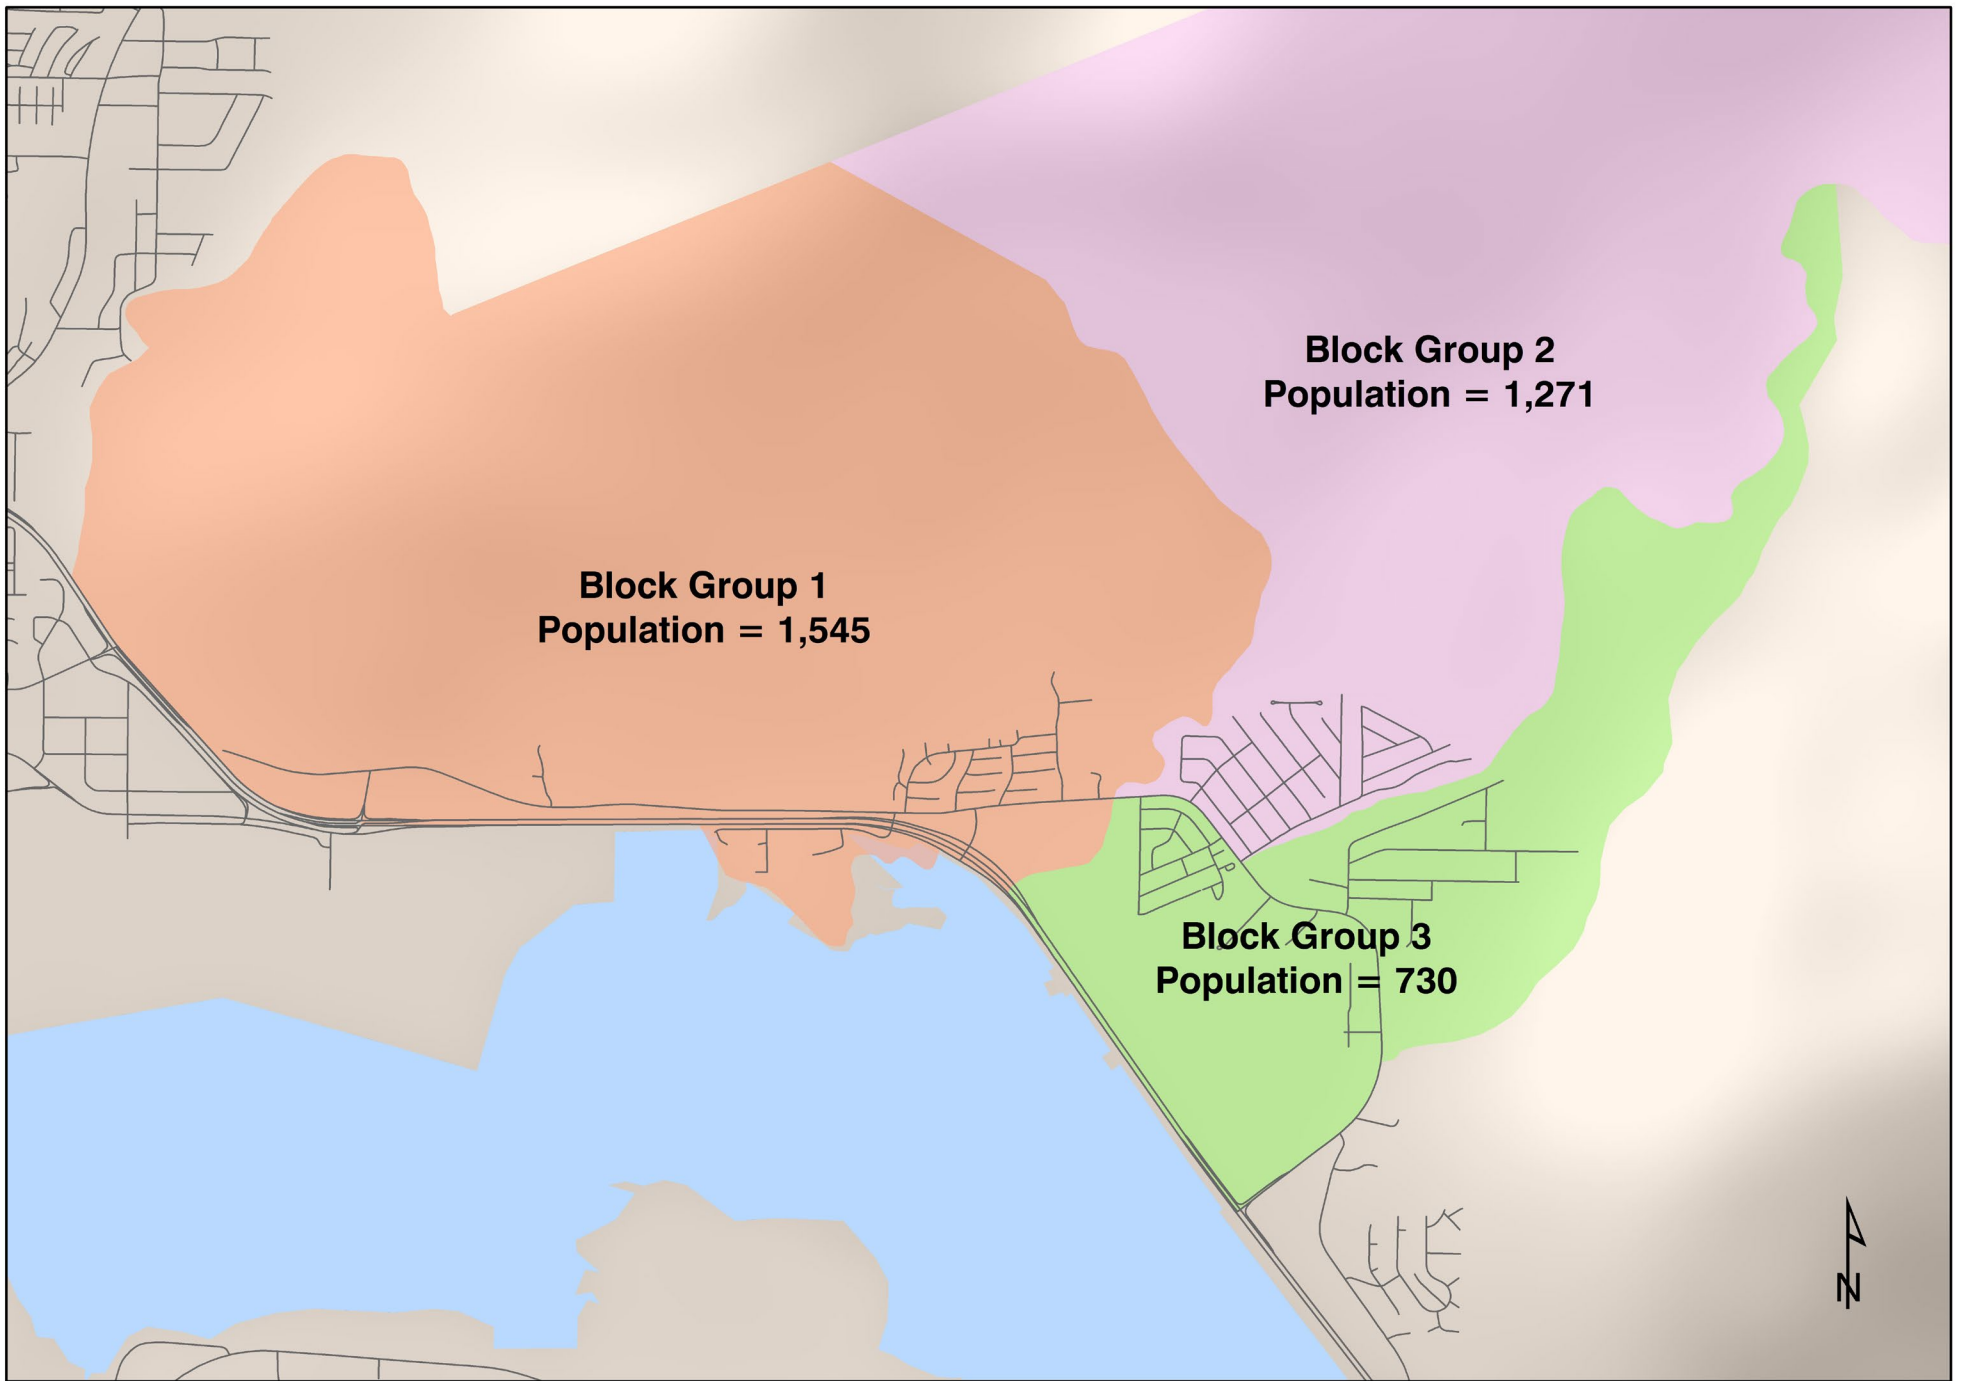 Block Group 2
Population = 1,271
Block Group 1
Population = 1,545
Block Group 3
Population = 730
N